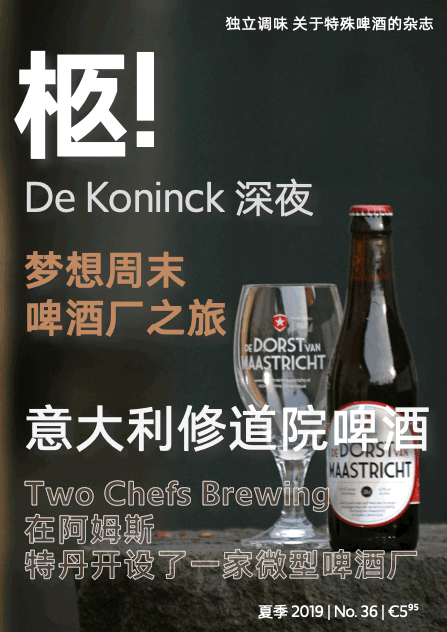 独立调味 关于特殊啤酒的杂志
柩!
De Koninck 深夜
梦想周末
啤酒厂之旅
DE DORST VAN
MAASTRICHT
意大利修道院啤酒
DE DORST VAN
MAASTRICHT
Two Chefs Brewing
在阿姆斯
特丹开设了一家微型啤酒厂
夏季 2019 | No. 36 | €5⁹⁵